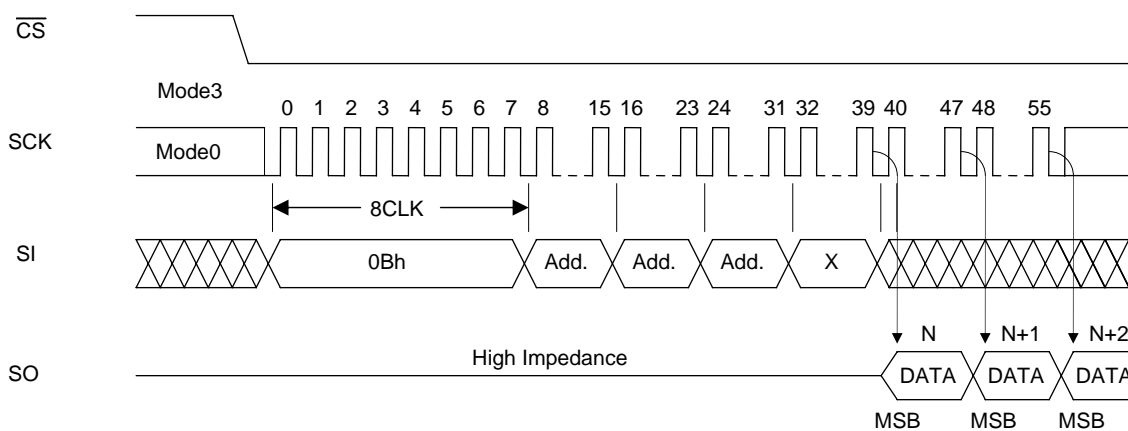 CS
Mode3
0 1 2 3 4 5 6 7 8 15 16 23 24 31 32 39 40 47 48 55
SCK
Mode0
8CLK
SI
0Bh Add. Add. Add. X
N N+1 N+2
High Impedance
SO
DATA DATA DATA
MSB MSB MSB